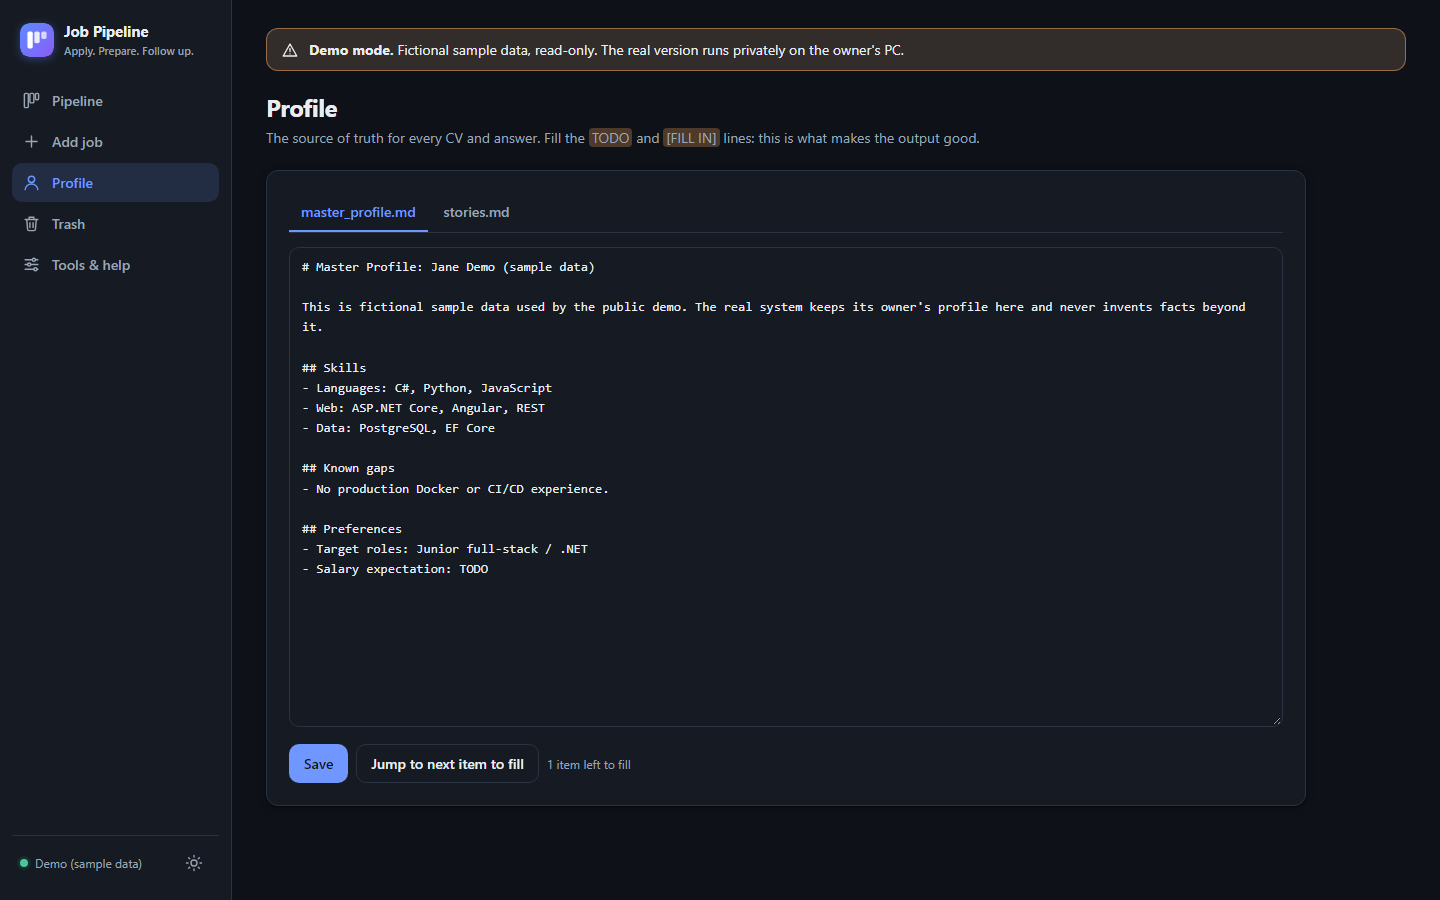 Job Pipeline
Apply. Prepare. Follow up.
Pipeline
Add job
Profile
Trash
Tools & help
Demo (sample data)
Demo mode. Fictional sample data, read-only. The real version runs privately on the owner's PC.
Profile
The source of truth for every CV and answer. Fill the TODO and [FILL IN] lines: this is what makes the output good.
master_profile.md stories.md
# Master Profile: Jane Demo (sample data)
This is fictional sample data used by the public demo. The real system keeps its owner's profile here and never invents facts beyond
it.
## Skills
- Languages: C#, Python, JavaScript
- Web: ASP.NET Core, Angular, REST
- Data: PostgreSQL, EF Core
## Known gaps
- No production Docker or CI/CD experience.
## Preferences
- Target roles: Junior full-stack / .NET
- Salary expectation: TODO
Save Jump to next item to fill 1 item left to fill